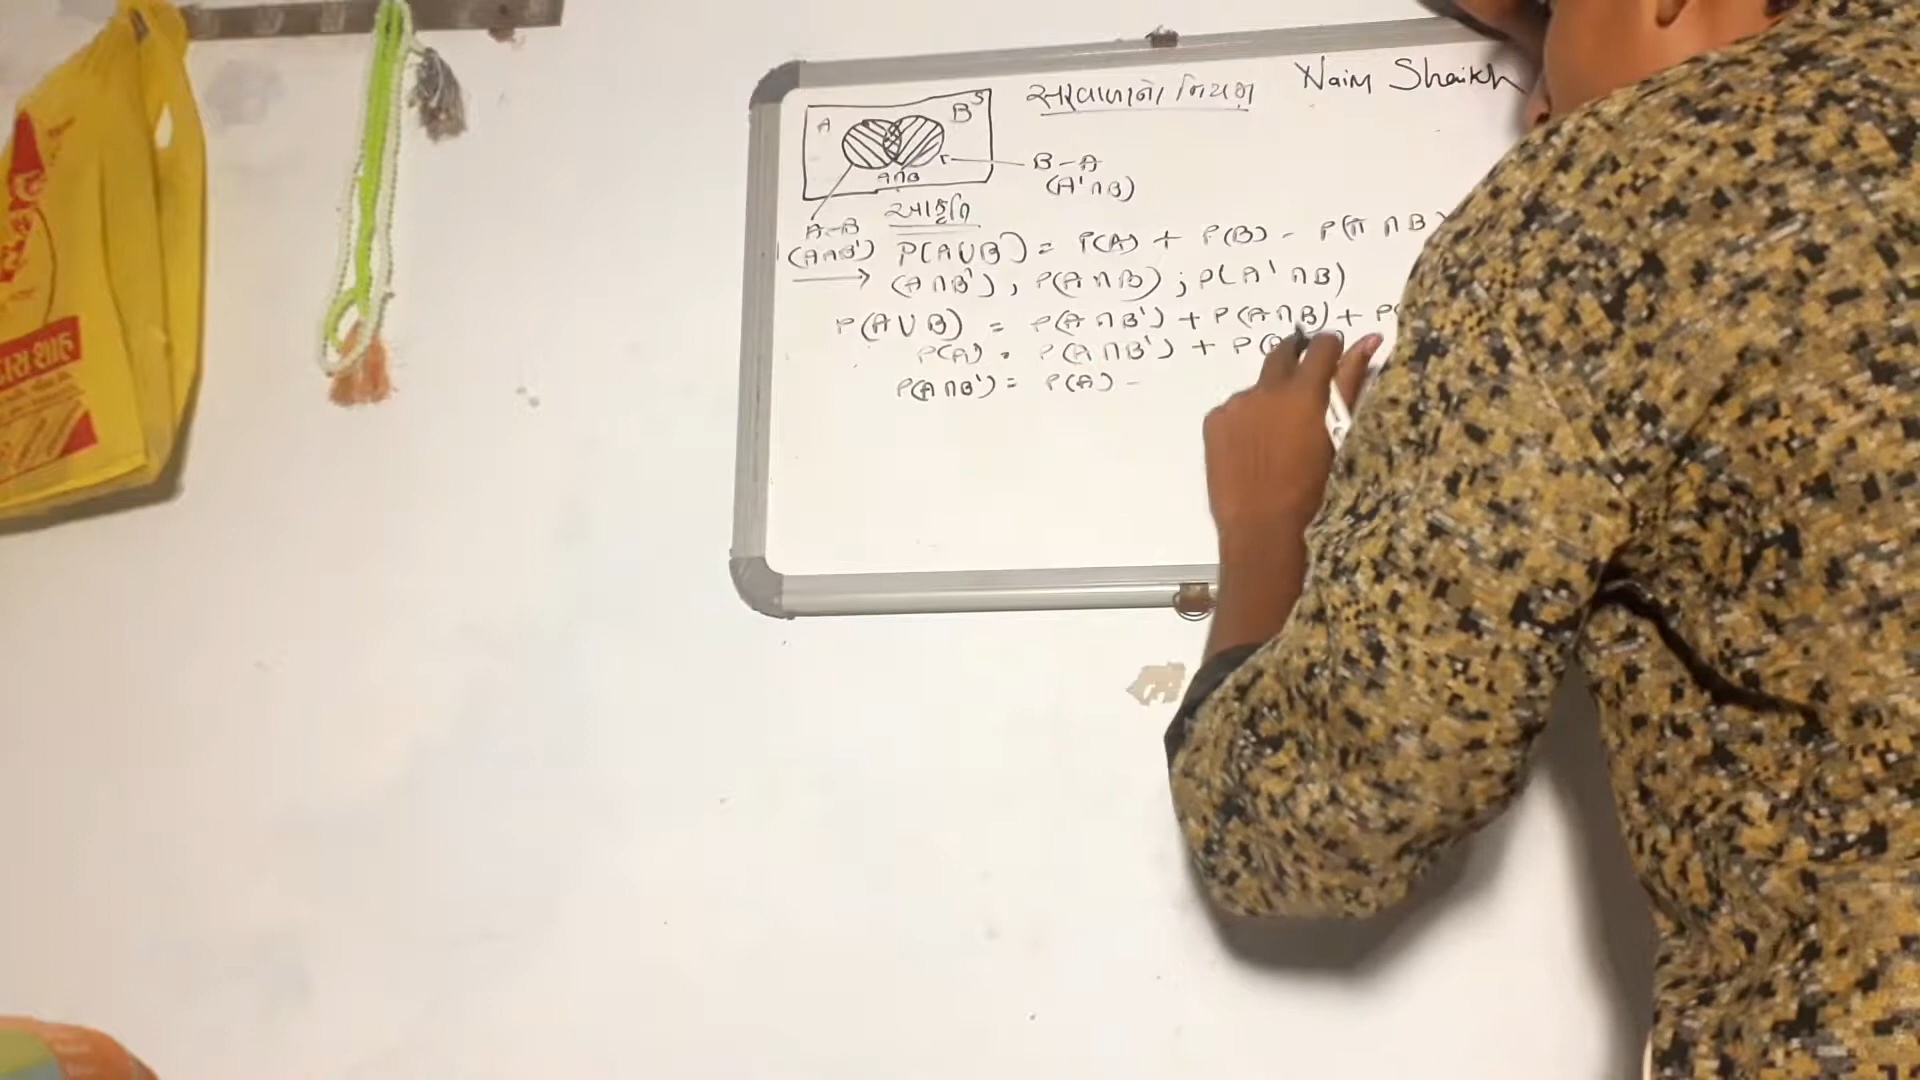 સરવાળાનો નિયમ Naim Shaikh
A B S
A∩B
B - A
(A'∩B)
A-B
આકૃતિ
(A∩B') P(A∪B) = P(A) + P(B) - P(A ∩ B)
→ (A∩B'), P(A∩B) ; P(A' ∩B)
P(A∪B) = P(A∩B') + P(A∩B) + P(
P(A) = P(A∩B') + P(
P(A∩B') = P(A) -